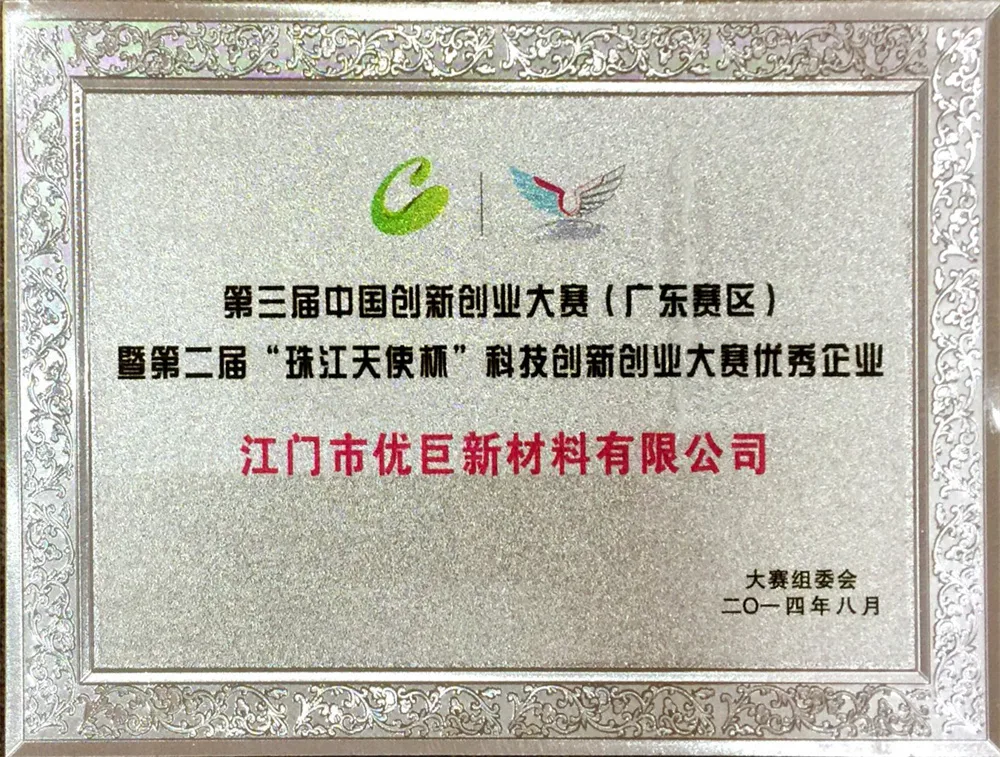 第三届中国创新创业大赛（广东赛区）
暨第二届“珠江天使杯”科技创新创业大赛优秀企业
江门市优巨新材料有限公司
大赛组委会
二〇一四年八月